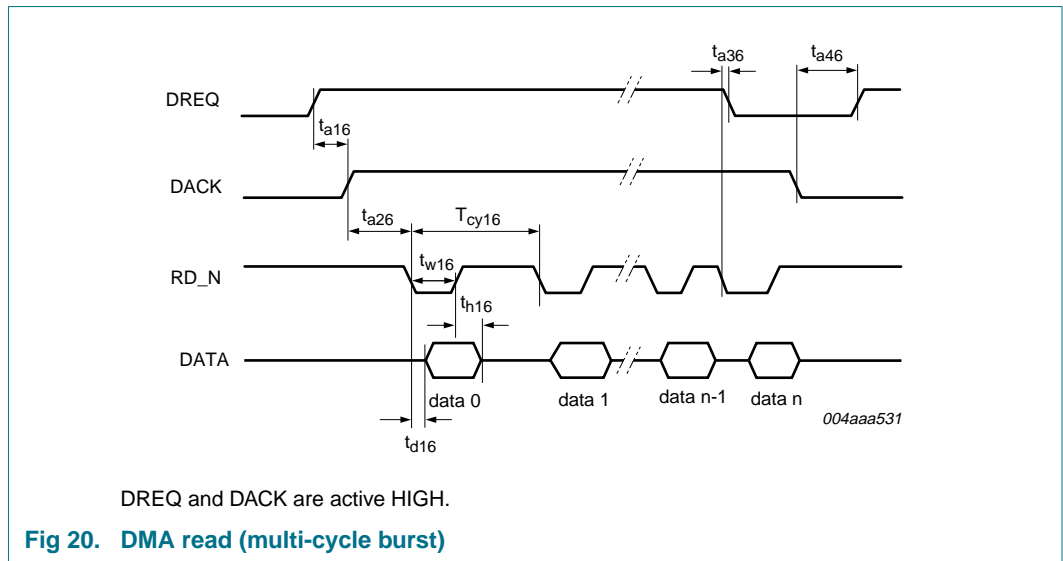 t_a36
t_a46
DREQ
t_a16
DACK
t_a26
T_cy16
t_w16
RD_N
t_h16
DATA
data 0
data 1
data n-1
data n
004aaa531
t_d16
DREQ and DACK are active HIGH.
Fig 20. DMA read (multi-cycle burst)